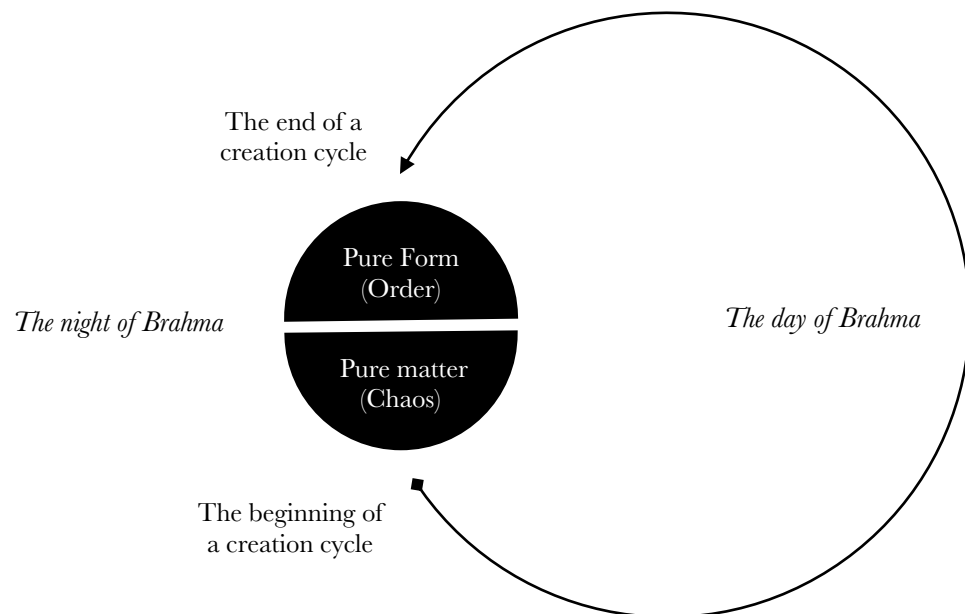 The end of a
creation cycle
Pure Form
(Order)
The night of Brahma
The day of Brahma
Pure matter
(Chaos)
The beginning of
a creation cycle